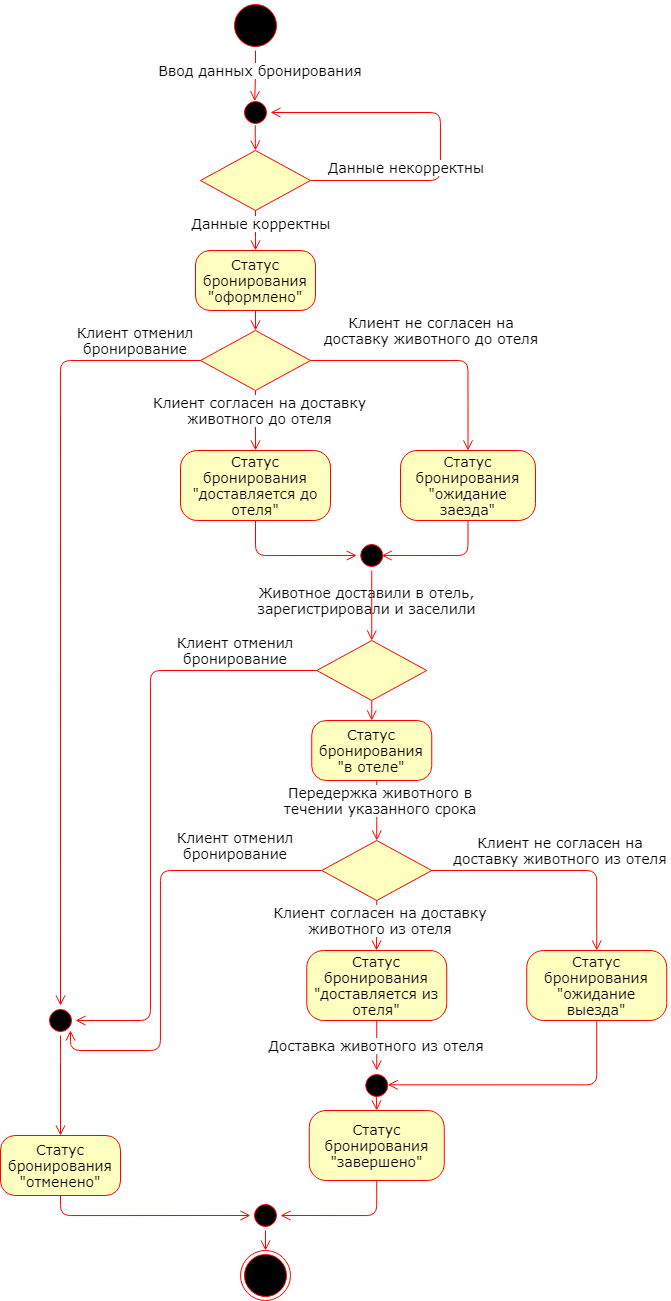 Ввод данных бронирования
Данные некорректны
Данные корректны
Статус
бронирования
"оформлено"
Клиент отменил
бронирование
Клиент не согласен на
доставку животного до отеля
Клиент согласен на доставку
животного до отеля
Статус
бронирования
"доставляется до
отеля"
Статус
бронирования
"ожидание
заезда"
Животное доставили в отель,
зарегистрировали и заселили
Клиент отменил
бронирование
Статус
бронирования
"в отеле"
Передержка животного в
течении указанного срока
Клиент отменил
бронирование
Клиент не согласен на
доставку животного из отеля
Клиент согласен на доставку
животного из отеля
Статус
бронирования
"доставляется из
отеля"
Статус
бронирования
"ожидание
выезда"
Доставка животного из отеля
Статус
бронирования
"завершено"
Статус
бронирования
"отменено"